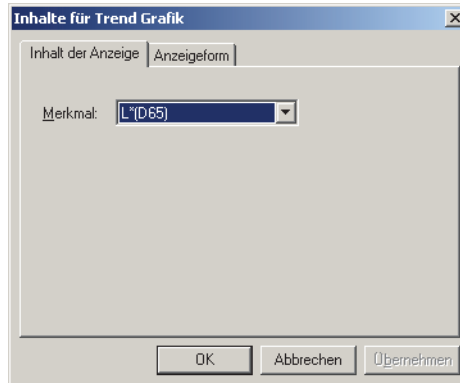 Inhalte für Trend Grafik
Inhalt der Anzeige Anzeigeform
Merkmal: L*(D65)
OK Abbrechen Übernehmen